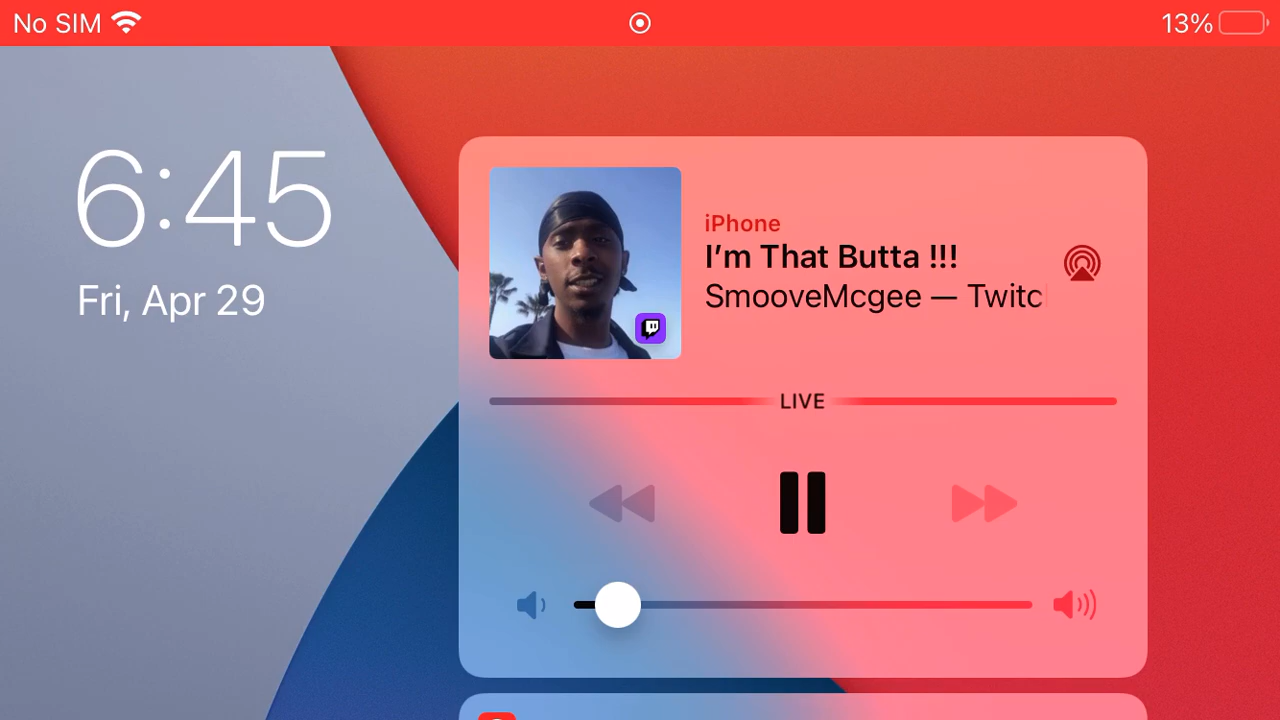 No SIM
13%
6:45
Fri, Apr 29
iPhone
I’m That Butta !!!
SmooveMcgee — Twitc
LIVE